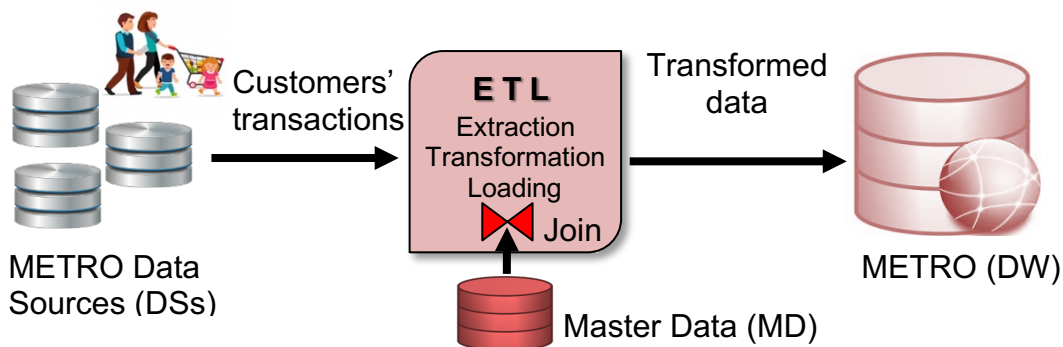 Customers’
transactions
E T L
Extraction
Transformation
Loading
Join
Transformed
data
METRO Data
Sources (DSs)
Master Data (MD)
METRO (DW)